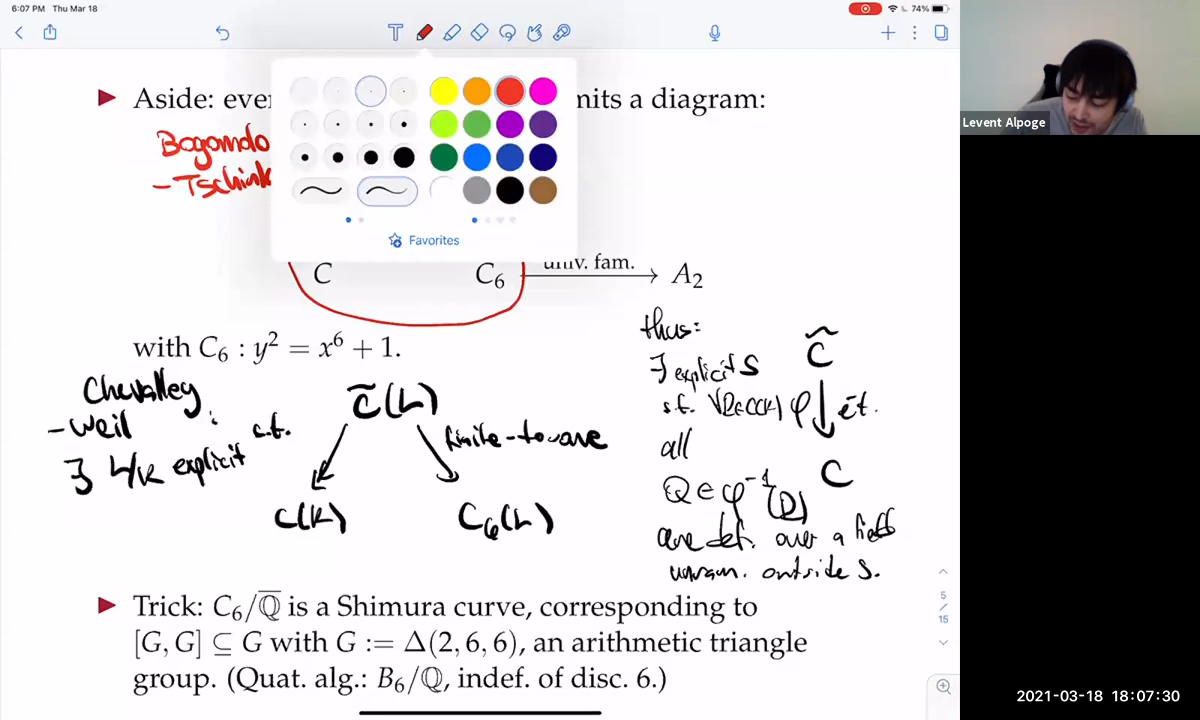 6:07 PM Thu Mar 18
74%
Aside: ever mits a diagram:
Bogomolo
- Tschink
Favorites
C C6 univ. fam. A2
with C6 : y² = x⁶ + 1.
Chevalley
- Weil
∃ L/K explicit s.t.
C̃(L)
finite-to-one
C(K) C6(L)
thus:
∃ explicit S
s.t. ∀P∈C(K)
all
Q ∈ φ⁻¹(P)
are def. over a field
unram. outside S.
C̃
φ ét.
C
Trick: C6/Q̅ is a Shimura curve, corresponding to
[G, G] ⊆ G with G := Δ(2, 6, 6), an arithmetic triangle
group. (Quat. alg.: B6/Q, indef. of disc. 6.)
5
/
15
Levent Alpoge
2021-03-18 18:07:30